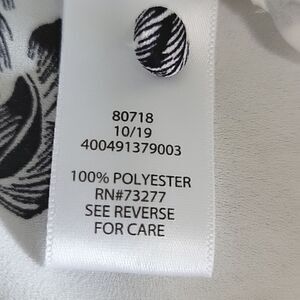 80718
10/19
400491379003
100% POLYESTER
RN#73277
SEE REVERSE
FOR CARE